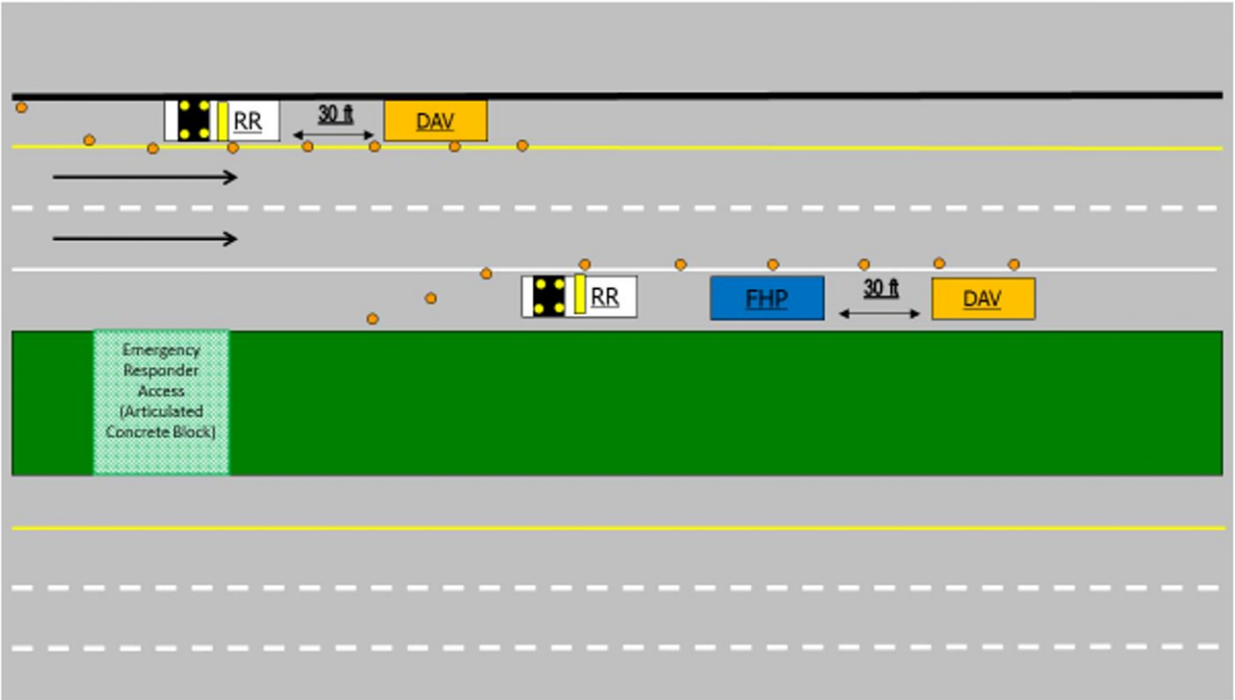 RR
30 ft
DAV
RR
FHP
30 ft
DAV
Emergency
Responder
Access
(Articulated
Concrete Block)